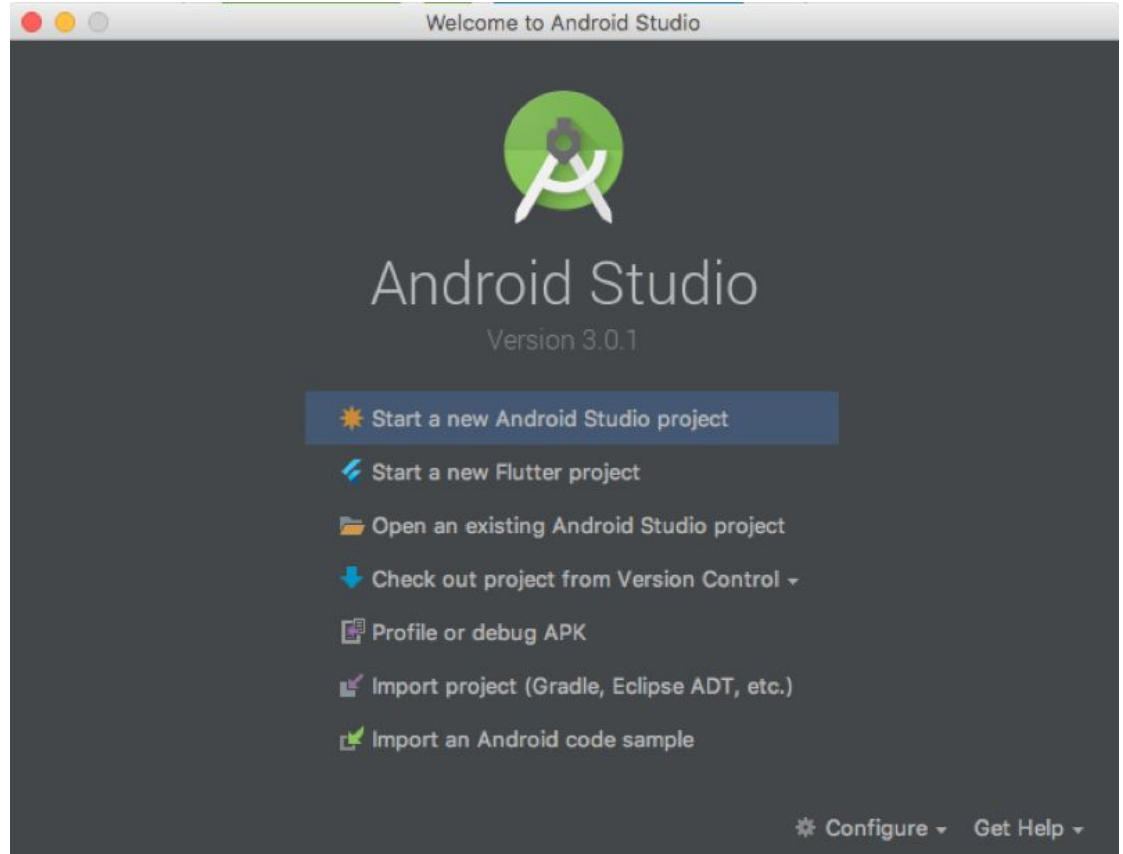 Welcome to Android Studio
Android Studio
Version 3.0.1
Start a new Android Studio project
Start a new Flutter project
Open an existing Android Studio project
Check out project from Version Control
Profile or debug APK
Import project (Gradle, Eclipse ADT, etc.)
Import an Android code sample
Configure Get Help